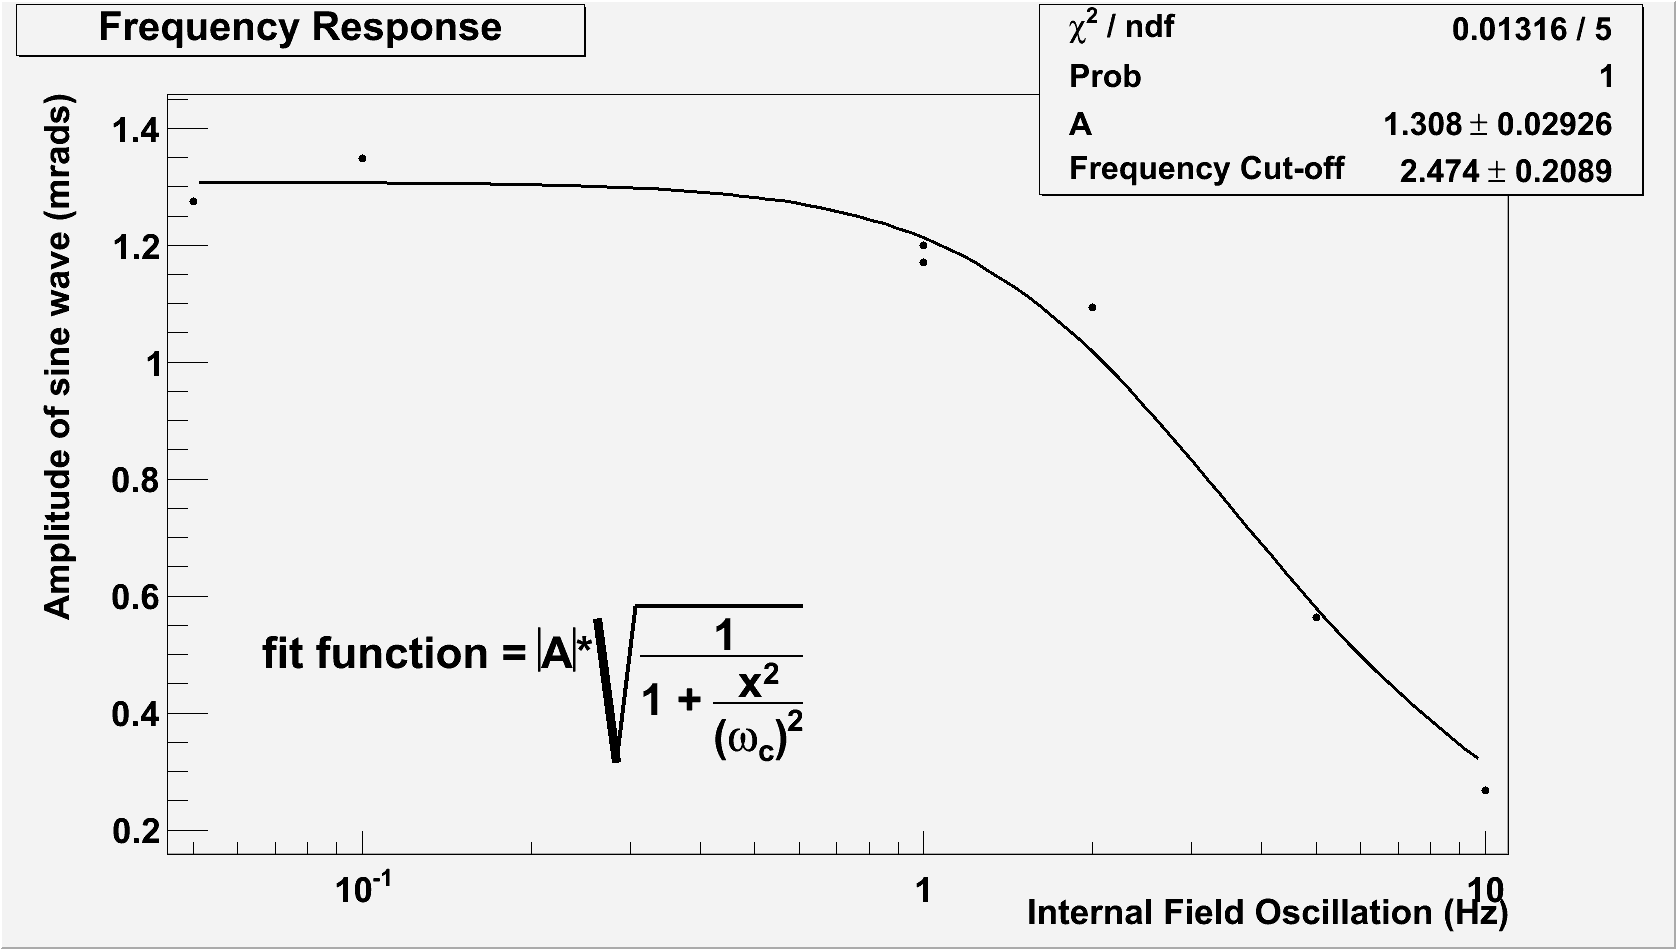 Frequency Response
χ² / ndf 0.01316 / 5
Prob 1
A 1.308 ± 0.02926
Frequency Cut-off 2.474 ± 0.2089
Amplitude of sine wave (mrads)
1.4
1.2
1
0.8
0.6
0.4
0.2
fit function = |A|*√
1
1 + x²
(ω_c)²
10⁻¹ 1 10
Internal Field Oscillation (Hz)